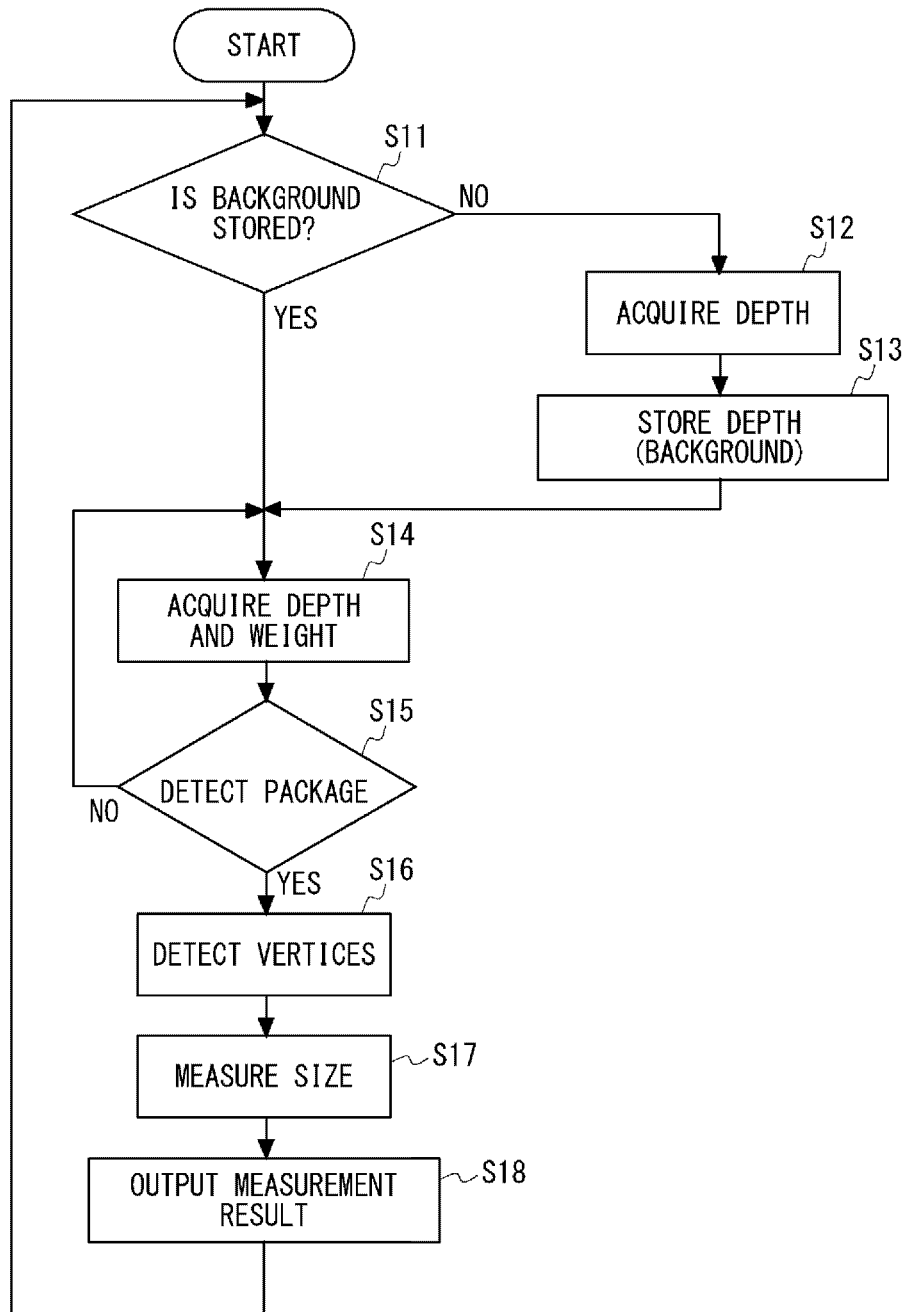 START
S11
IS BACKGROUND
STORED?
NO
YES
S12
ACQUIRE DEPTH
S13
STORE DEPTH
(BACKGROUND)
S14
ACQUIRE DEPTH
AND WEIGHT
S15
DETECT PACKAGE
NO
YES
S16
DETECT VERTICES
S17
MEASURE SIZE
S18
OUTPUT MEASUREMENT
RESULT